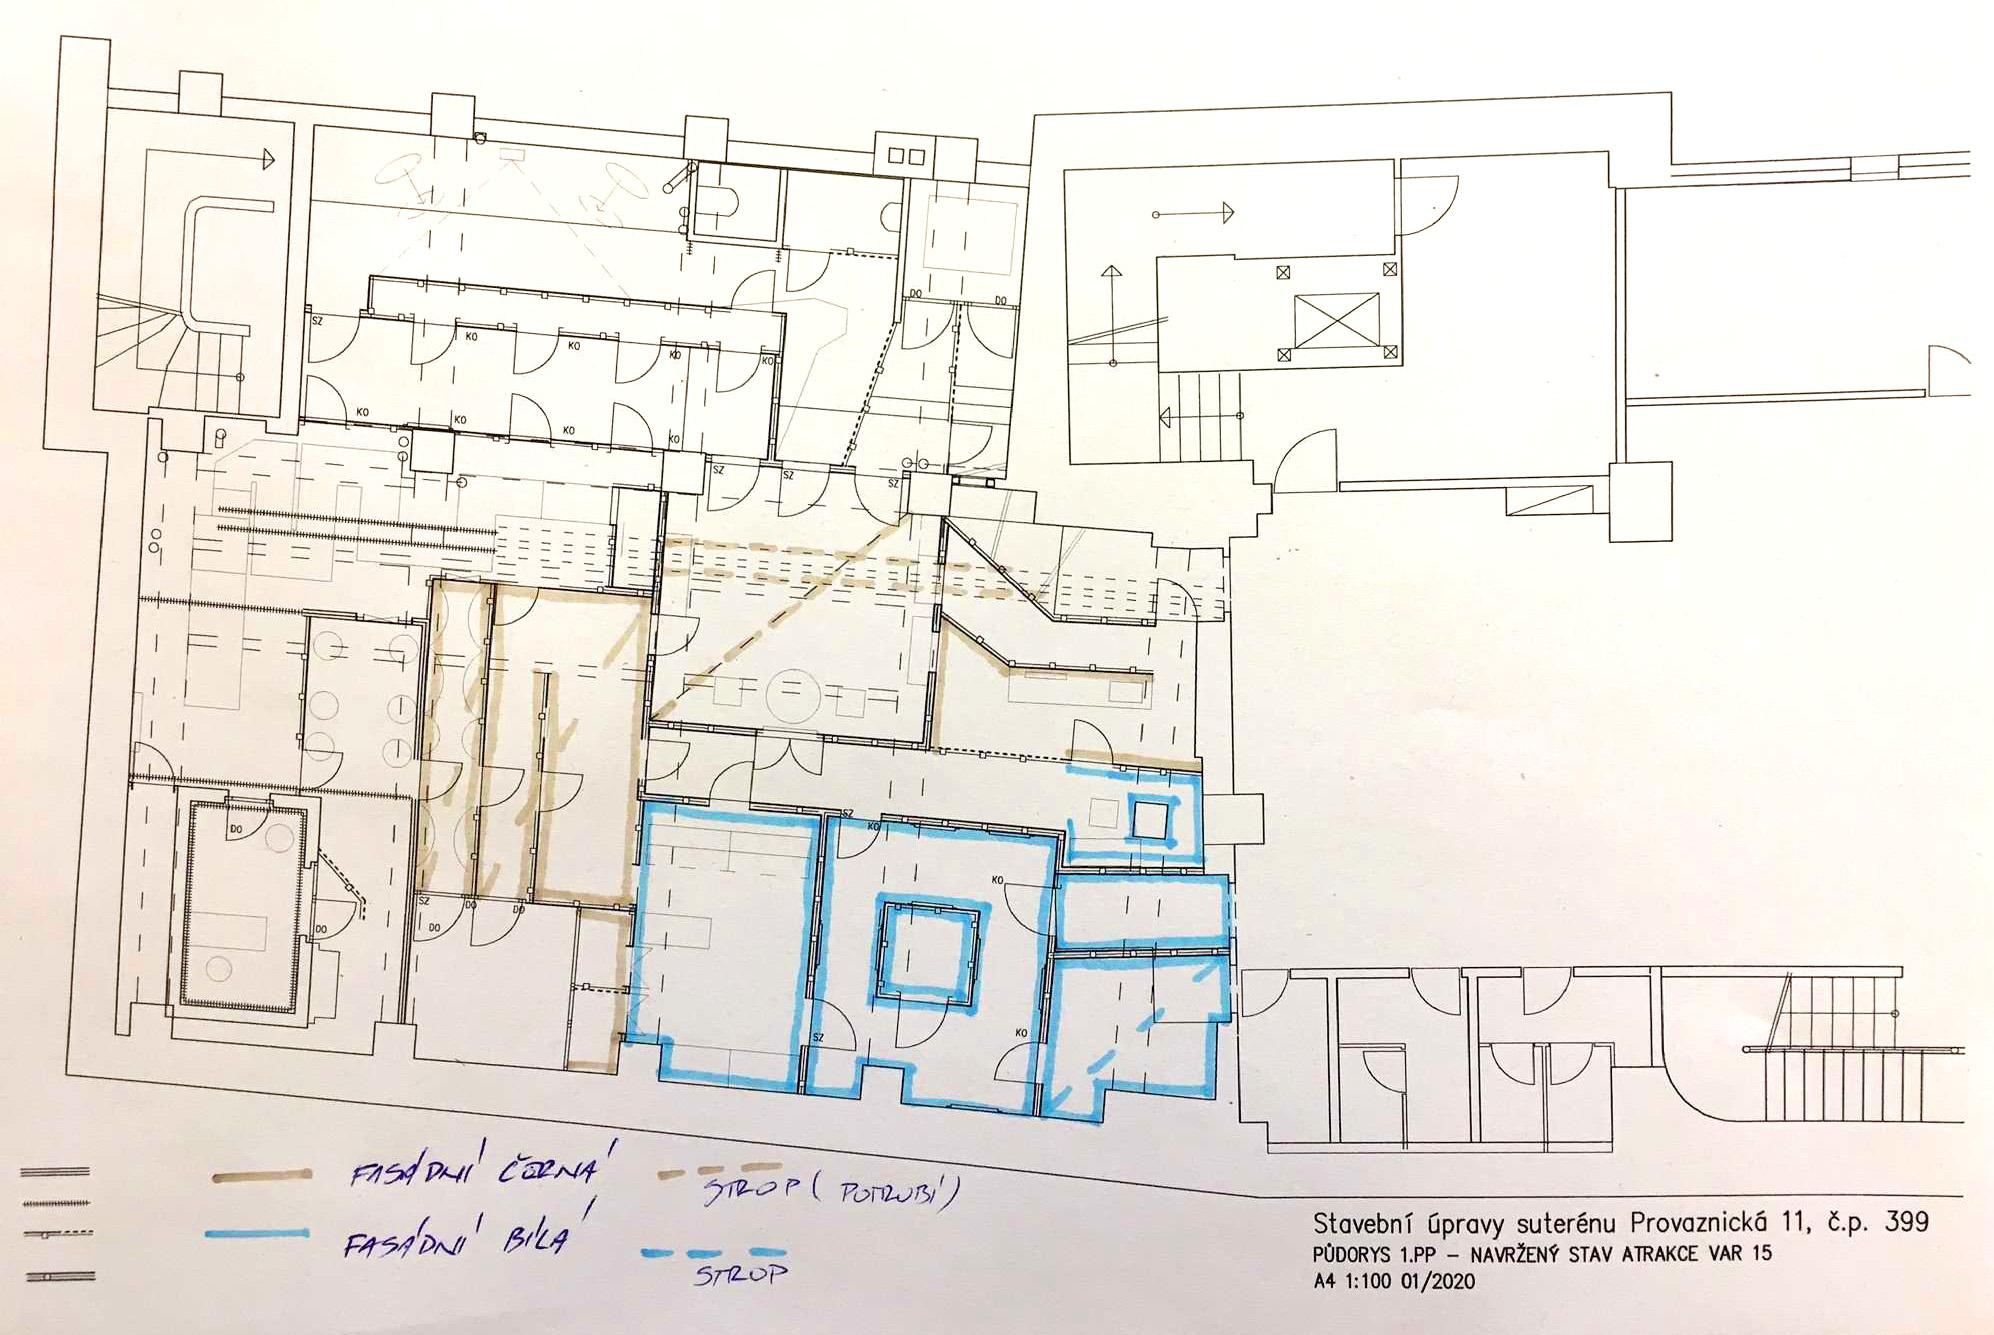 DO
DO
SZ
KO
KO
KO
KO
KO
KO
KO
KO
SZ
SZ
SZ
SZ
KO
DO
KO
SZ
DO
DO
DO
DO
SZ
KO
FASÁDNÍ ČERNÁ
STROP (POTRUBÍ)
FASÁDNÍ BÍLÁ
STROP
Stavební úpravy suterénu Provaznická 11, č.p. 399
PŮDORYS 1.PP – NAVRŽENÝ STAV ATRAKCE VAR 15
A4 1:100 01/2020